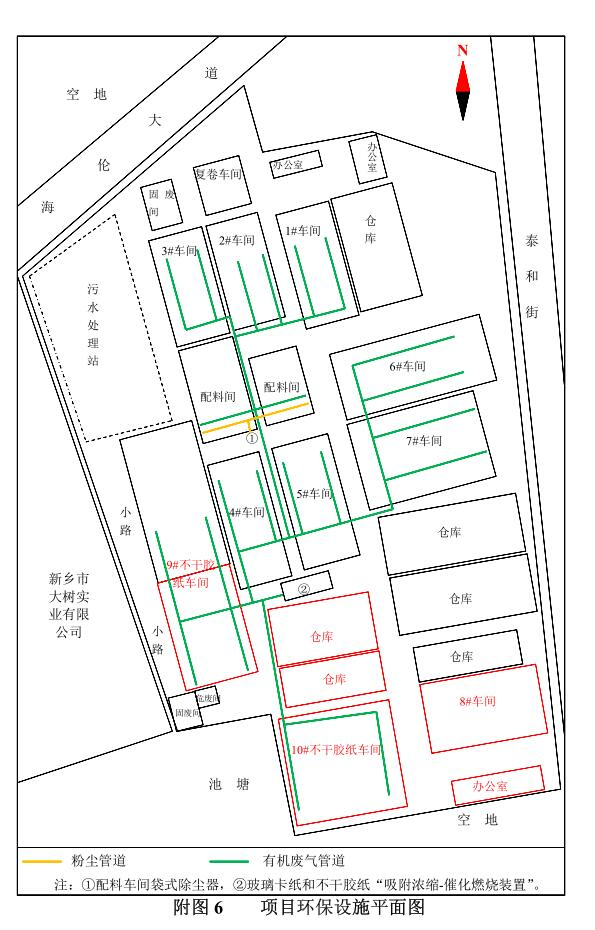 N
道
空 地
大
伦
海
办公室
复卷车间
办公室
固 废
间
仓
库
1#车间
2#车间
3#车间
泰
和
街
污
水
处
理
站
6#车间
配料间
配料间
①
7#车间
5#车间
4#车间
小
路
仓库
9#不干胶
纸车间
新乡市
大树实
业有限
公司
②
仓库
小
路
仓库
仓库
仓库
危废间
固废间
8#车间
10#不干胶纸车间
池 塘
办公室
空 地
粉尘管道
有机废气管道
注：①配料车间袋式除尘器，②玻璃卡纸和不干胶纸“吸附浓缩-催化燃烧装置”。
附图 6 项目环保设施平面图